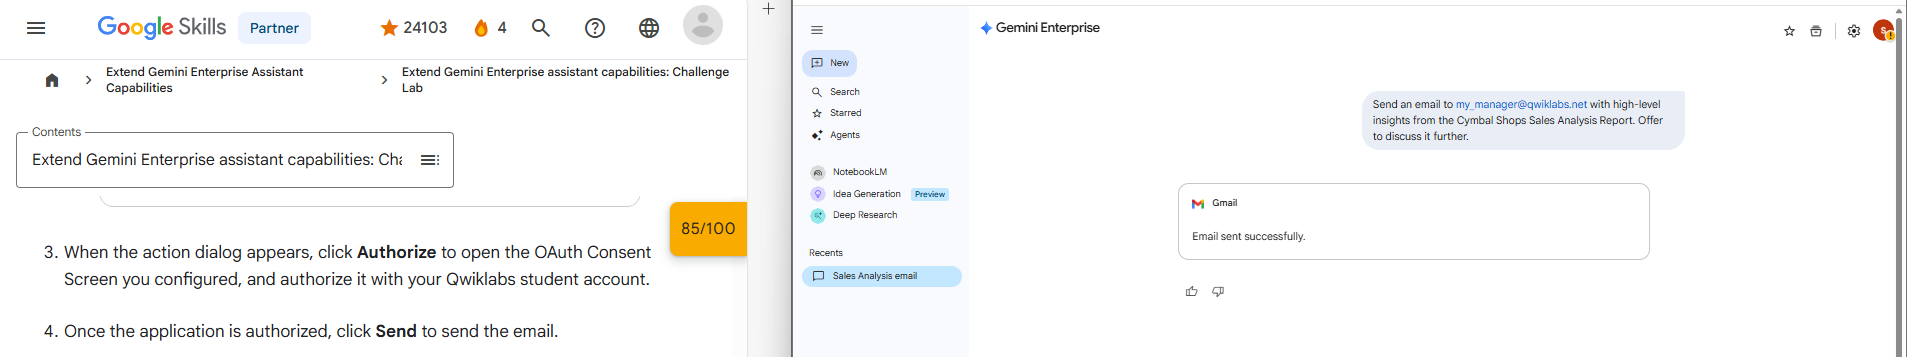 Google Skills
Partner
24103
4
Extend Gemini Enterprise Assistant
Capabilities
Extend Gemini Enterprise assistant capabilities: Challenge
Lab
Contents
Extend Gemini Enterprise assistant capabilities: Cha
85/100
3. When the action dialog appears, click Authorize to open the OAuth Consent
Screen you configured, and authorize it with your Qwiklabs student account.
4. Once the application is authorized, click Send to send the email.
Gemini Enterprise
S
New
Search
Starred
Agents
NotebookLM
Idea Generation Preview
Deep Research
Recents
Sales Analysis email
Send an email to my_manager@qwiklabs.net with high-level
insights from the Cymbal Shops Sales Analysis Report. Offer
to discuss it further.
Gmail
Email sent successfully.